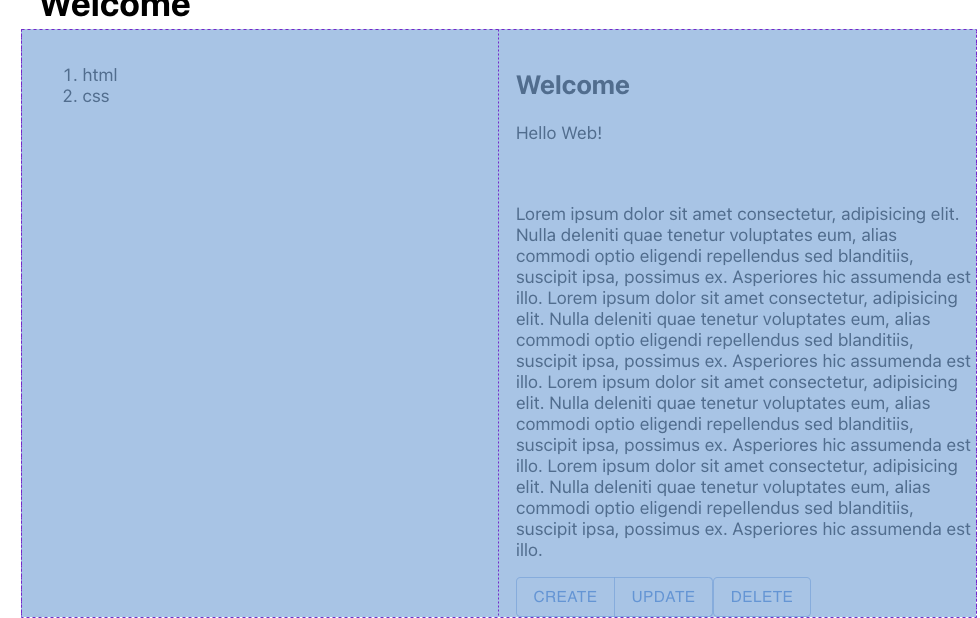 Welcome
1. html
2. css
Welcome
Hello Web!
Lorem ipsum dolor sit amet consectetur, adipisicing elit.
Nulla deleniti quae tenetur voluptates eum, alias
commodi optio eligendi repellendus sed blanditiis,
suscipit ipsa, possimus ex. Asperiores hic assumenda est
illo. Lorem ipsum dolor sit amet consectetur, adipisicing
elit. Nulla deleniti quae tenetur voluptates eum, alias
commodi optio eligendi repellendus sed blanditiis,
suscipit ipsa, possimus ex. Asperiores hic assumenda est
illo. Lorem ipsum dolor sit amet consectetur, adipisicing
elit. Nulla deleniti quae tenetur voluptates eum, alias
commodi optio eligendi repellendus sed blanditiis,
suscipit ipsa, possimus ex. Asperiores hic assumenda est
illo. Lorem ipsum dolor sit amet consectetur, adipisicing
elit. Nulla deleniti quae tenetur voluptates eum, alias
commodi optio eligendi repellendus sed blanditiis,
suscipit ipsa, possimus ex. Asperiores hic assumenda est
illo.
CREATE UPDATE DELETE